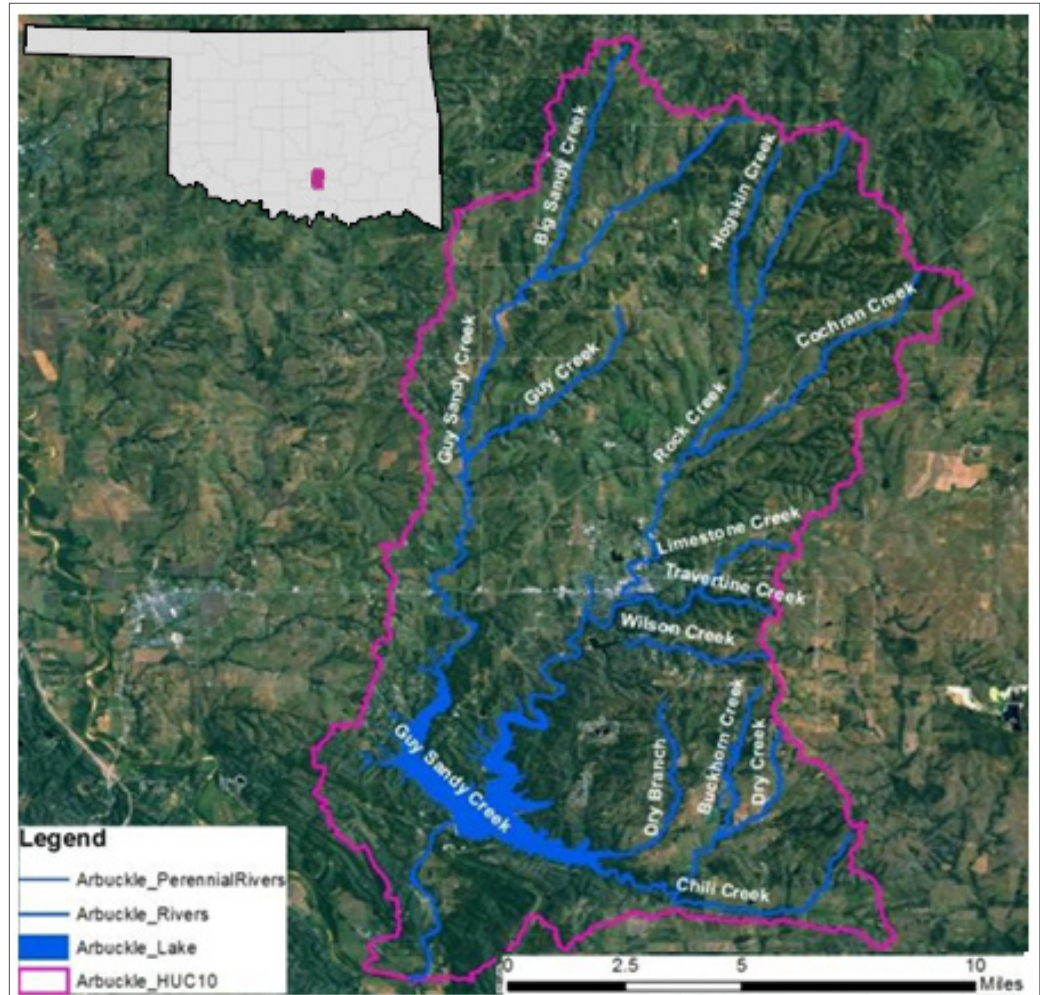 Big Sandy Creek
Hogskin Creek
Cochran Creek
Guy Sandy Creek
Guy Creek
Rock Creek
Limestone Creek
Travertine Creek
Wilson Creek
Guy Sandy Creek
Dry Branch
Buckhorn Creek
Dry Creek
Chili Creek
Legend
Arbuckle_PerennialRivers
Arbuckle_Rivers
Arbuckle_Lake
Arbuckle_HUC10
0 2.5 5 10
Miles